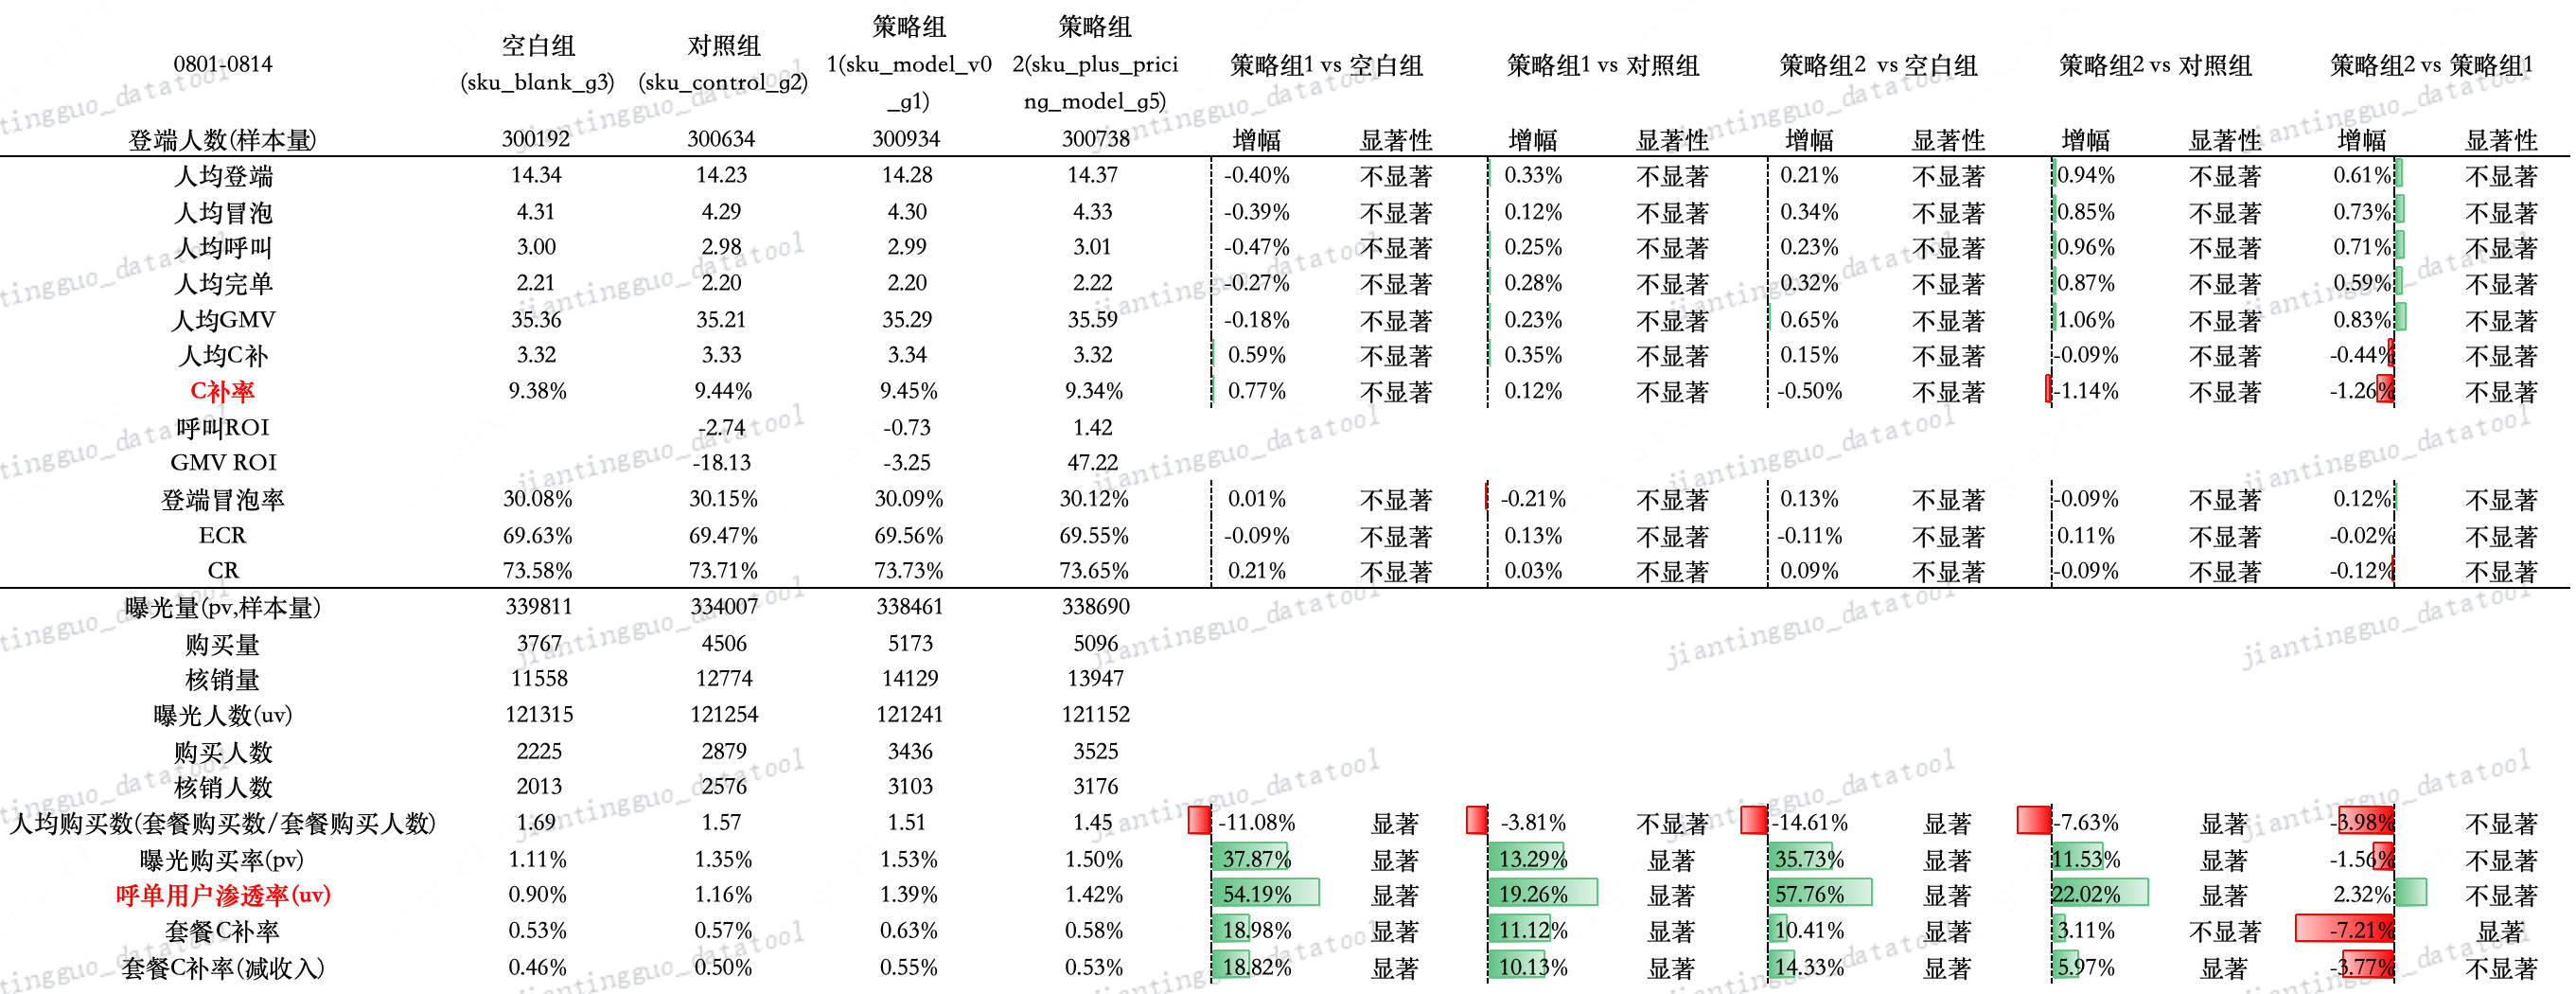 0801-0814 空白组(sku_blank_g3) 对照组(sku_control_g2) 策略组1(sku_model_v0_g1) 策略组2(sku_plus_pricing_model_g5) 策略组1 vs 空白组 策略组1 vs 对照组 策略组2 vs 空白组 策略组2 vs 对照组 策略组2 vs 策略组1
登端人数(样本量) 300192 300634 300934 300738 增幅 显著性 增幅 显著性 增幅 显著性 增幅 显著性 增幅 显著性
人均登端 14.34 14.23 14.28 14.37 -0.40% 不显著 0.33% 不显著 0.21% 不显著 0.94% 不显著 0.61% 不显著
人均冒泡 4.31 4.29 4.30 4.33 -0.39% 不显著 0.12% 不显著 0.34% 不显著 0.85% 不显著 0.73% 不显著
人均呼叫 3.00 2.98 2.99 3.01 -0.47% 不显著 0.25% 不显著 0.23% 不显著 0.96% 不显著 0.71% 不显著
人均完单 2.21 2.20 2.20 2.22 -0.27% 不显著 0.28% 不显著 0.32% 不显著 0.87% 不显著 0.59% 不显著
人均GMV 35.36 35.21 35.29 35.59 -0.18% 不显著 0.23% 不显著 0.65% 不显著 1.06% 不显著 0.83% 不显著
人均C补 3.32 3.33 3.34 3.32 0.59% 不显著 0.35% 不显著 0.15% 不显著 -0.09% 不显著 -0.44% 不显著
C补率 9.38% 9.44% 9.45% 9.34% 0.77% 不显著 0.12% 不显著 -0.50% 不显著 -1.14% 不显著 -1.26% 不显著
呼叫ROI -2.74 -0.73 1.42
GMV ROI -18.13 -3.25 47.22
登端冒泡率 30.08% 30.15% 30.09% 30.12% 0.01% 不显著 -0.21% 不显著 0.13% 不显著 -0.09% 不显著 0.12% 不显著
ECR 69.63% 69.47% 69.56% 69.55% -0.09% 不显著 0.13% 不显著 -0.11% 不显著 0.11% 不显著 -0.02% 不显著
CR 73.58% 73.71% 73.73% 73.65% 0.21% 不显著 0.03% 不显著 0.09% 不显著 -0.09% 不显著 -0.12% 不显著
曝光量(pv,样本量) 339811 334007 338461 338690
购买量 3767 4506 5173 5096
核销量 11558 12774 14129 13947
曝光人数(uv) 121315 121254 121241 121152
购买人数 2225 2879 3436 3525
核销人数 2013 2576 3103 3176
人均购买数(套餐购买数/套餐购买人数) 1.69 1.57 1.51 1.45 -11.08% 显著 -3.81% 不显著 -14.61% 显著 -7.63% 显著 -3.98% 不显著
曝光购买率(pv) 1.11% 1.35% 1.53% 1.50% 37.87% 显著 13.29% 显著 35.73% 显著 11.53% 显著 -1.56% 不显著
呼单用户渗透率(uv) 0.90% 1.16% 1.39% 1.42% 54.19% 显著 19.26% 显著 57.76% 显著 22.02% 显著 2.32% 不显著
套餐C补率 0.53% 0.57% 0.63% 0.58% 18.98% 显著 11.12% 显著 10.41% 显著 3.11% 不显著 -7.21% 显著
套餐C补率(减收入) 0.46% 0.50% 0.55% 0.53% 18.82% 显著 10.13% 显著 14.33% 显著 5.97% 显著 -3.77% 不显著
jiantingguo_datatool